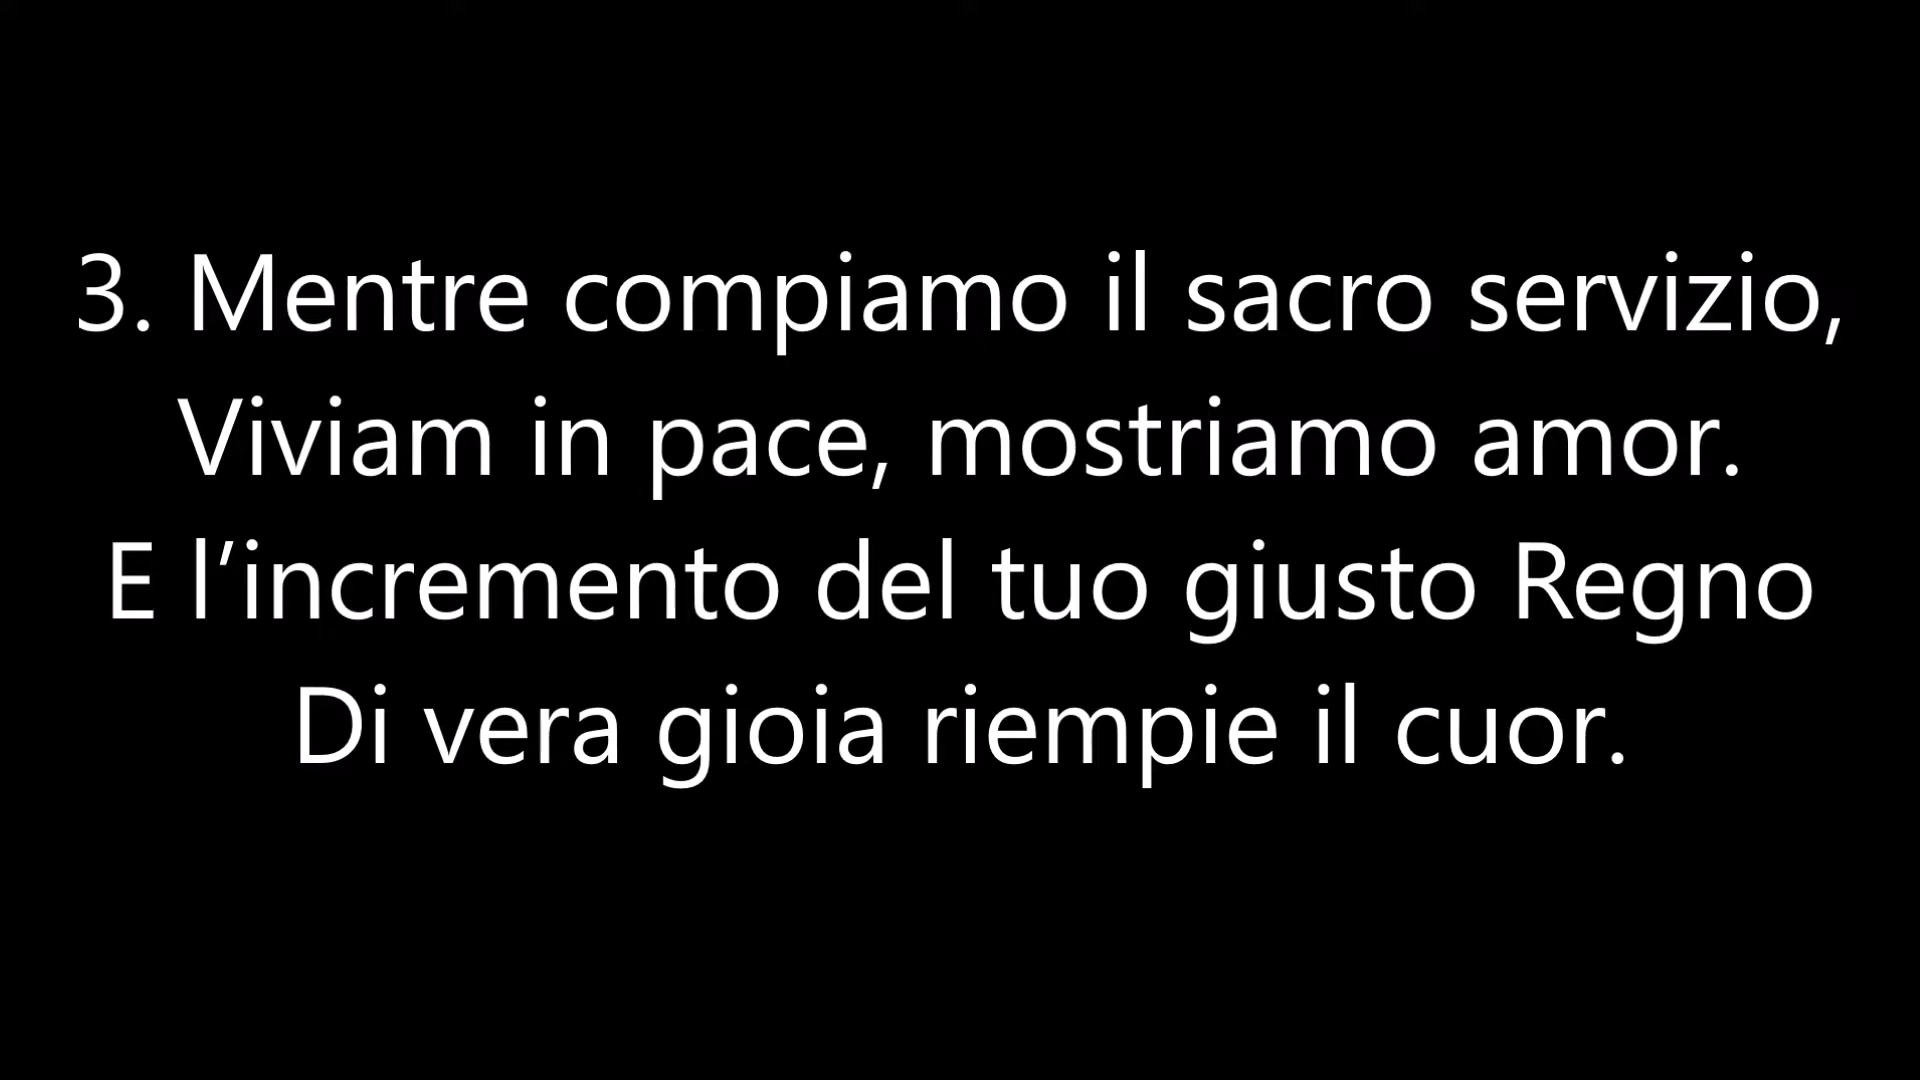 3. Mentre compiamo il sacro servizio,
Viviam in pace, mostriamo amor.
E l’incremento del tuo giusto Regno
Di vera gioia riempie il cuor.